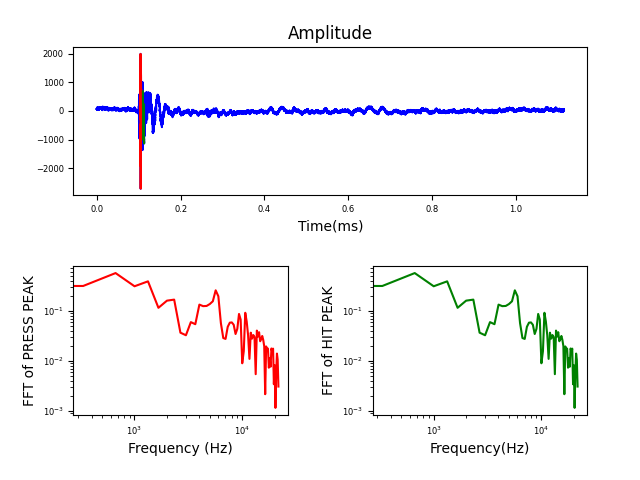 Amplitude
2000
1000
0
−1000
−2000
0.0 0.2 0.4 0.6 0.8 1.0
Time(ms)
FFT of PRESS PEAK
10⁻¹
10⁻²
10⁻³
10³ 10⁴
Frequency (Hz)
FFT of HIT PEAK
10⁻¹
10⁻²
10⁻³
10³ 10⁴
Frequency(Hz)